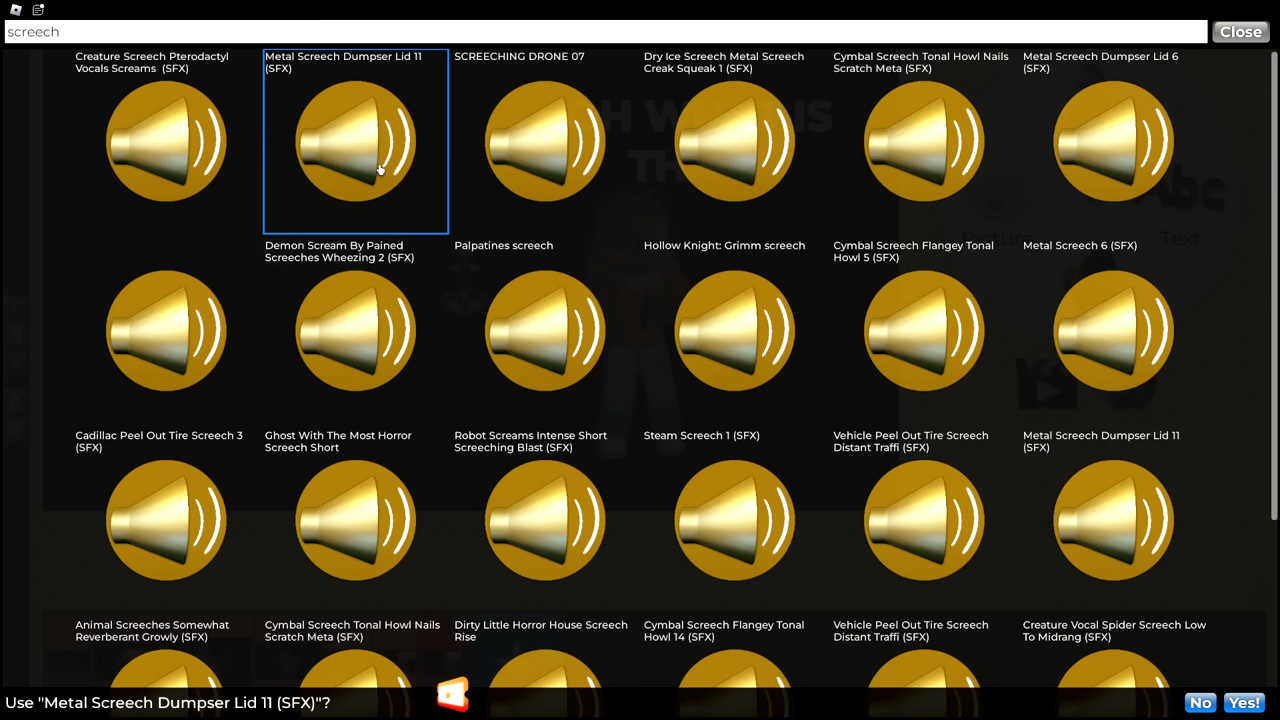 screech
Close
Creature Screech Pterodactyl
Vocals Screams (SFX)
Metal Screech Dumpser Lid 11
(SFX)
SCREECHING DRONE 07
Dry Ice Screech Metal Screech
Creak Squeak 1 (SFX)
Cymbal Screech Tonal Howl Nails
Scratch Meta (SFX)
Metal Screech Dumpser Lid 6
(SFX)
Demon Scream By Pained
Screeches Wheezing 2 (SFX)
Palpatines screech
Hollow Knight: Grimm screech
Cymbal Screech Flangey Tonal
Howl 5 (SFX)
Metal Screech 6 (SFX)
Cadillac Peel Out Tire Screech 3
(SFX)
Ghost With The Most Horror
Screech Short
Robot Screams Intense Short
Screeching Blast (SFX)
Steam Screech 1 (SFX)
Vehicle Peel Out Tire Screech
Distant Traffi (SFX)
Metal Screech Dumpser Lid 11
(SFX)
Animal Screeches Somewhat
Reverberant Growly (SFX)
Cymbal Screech Tonal Howl Nails
Scratch Meta (SFX)
Dirty Little Horror House Screech
Rise
Cymbal Screech Flangey Tonal
Howl 14 (SFX)
Vehicle Peel Out Tire Screech
Distant Traffi (SFX)
Creature Vocal Spider Screech Low
To Midrang (SFX)
Abc
Picture
Text
Use "Metal Screech Dumpser Lid 11 (SFX)"?
No
Yes!